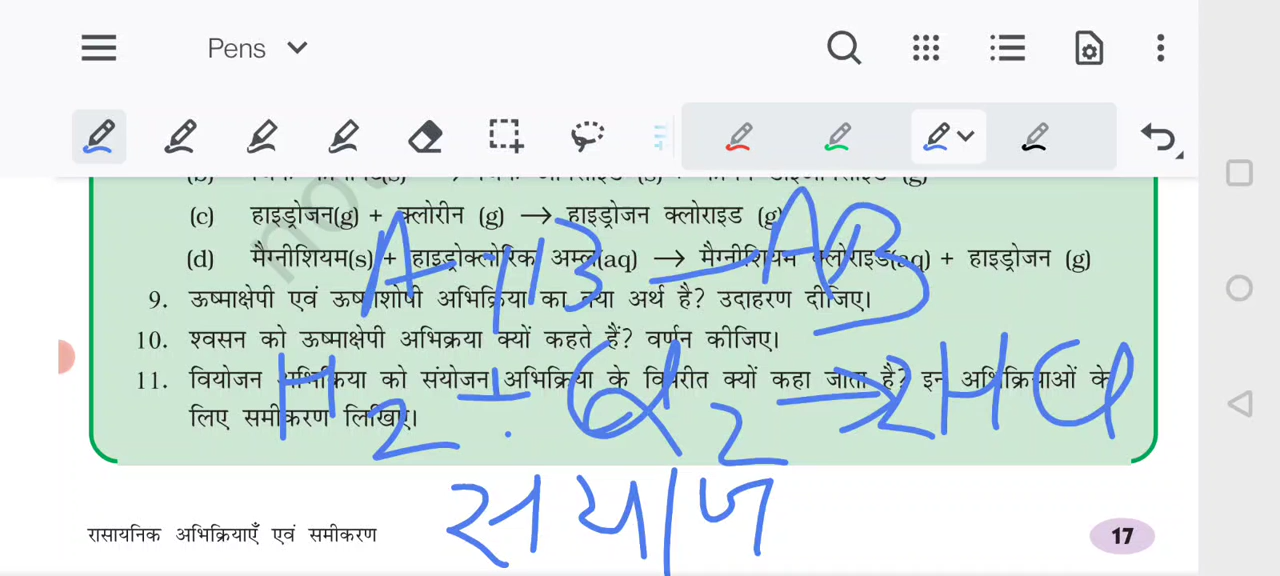 Pens
(c) हाइड्रोजन(g) + क्लोरीन (g) → हाइड्रोजन क्लोराइड (g)
(d) मैग्नीशियम(s) + हाइड्रोक्लोरिक अम्ल(aq) → मैग्नीशियम क्लोराइड(aq) + हाइड्रोजन (g)
A + B → AB
9. ऊष्माक्षेपी एवं ऊष्माशोषी अभिक्रिया का क्या अर्थ है? उदाहरण दीजिए।
10. श्वसन को ऊष्माक्षेपी अभिक्रया क्यों कहते हैं? वर्णन कीजिए।
11. वियोजन अभिक्रिया को संयोजन अभिक्रिया के विपरीत क्यों कहा जाता है? इन अभिक्रियाओं के
लिए समीकरण लिखिए।
H2 + Cl2 → 2HCl
सयाज
रासायनिक अभिक्रियाएँ एवं समीकरण
17